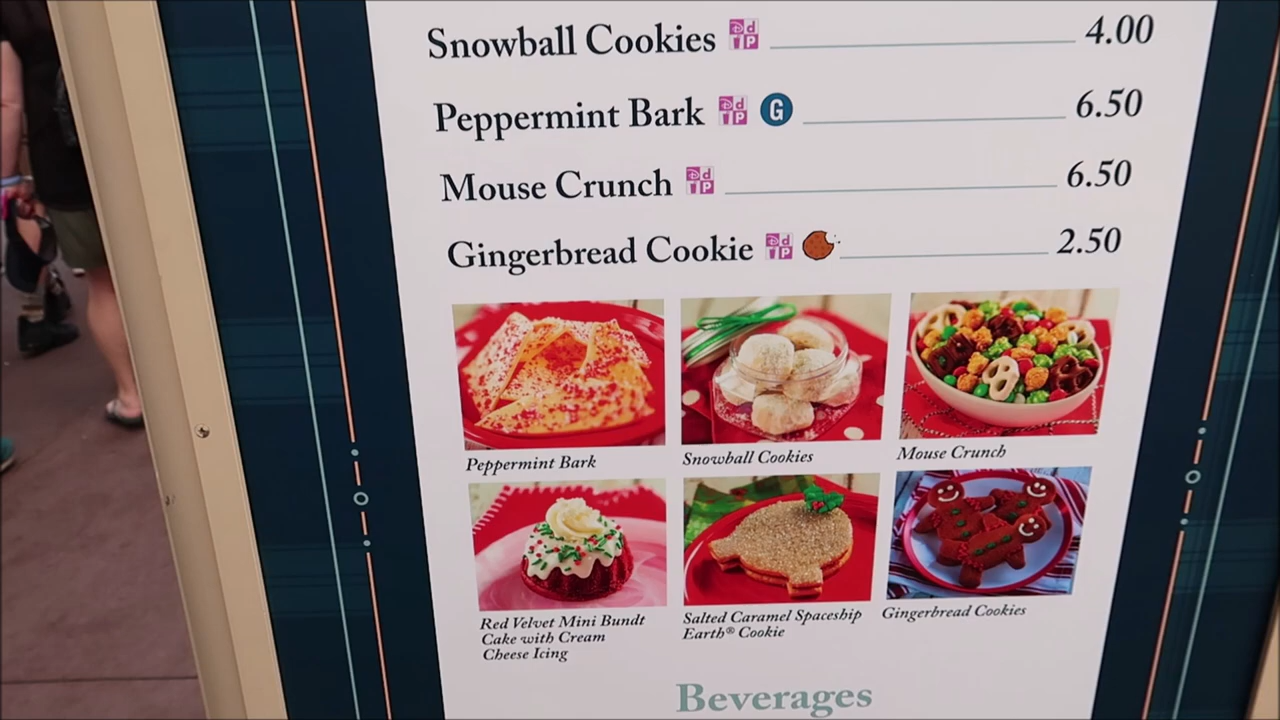 Snowball Cookies 4.00
Peppermint Bark G 6.50
Mouse Crunch 6.50
Gingerbread Cookie 2.50
Peppermint Bark
Snowball Cookies
Mouse Crunch
Red Velvet Mini Bundt
Cake with Cream
Cheese Icing
Salted Caramel Spaceship
Earth® Cookie
Gingerbread Cookies
Beverages